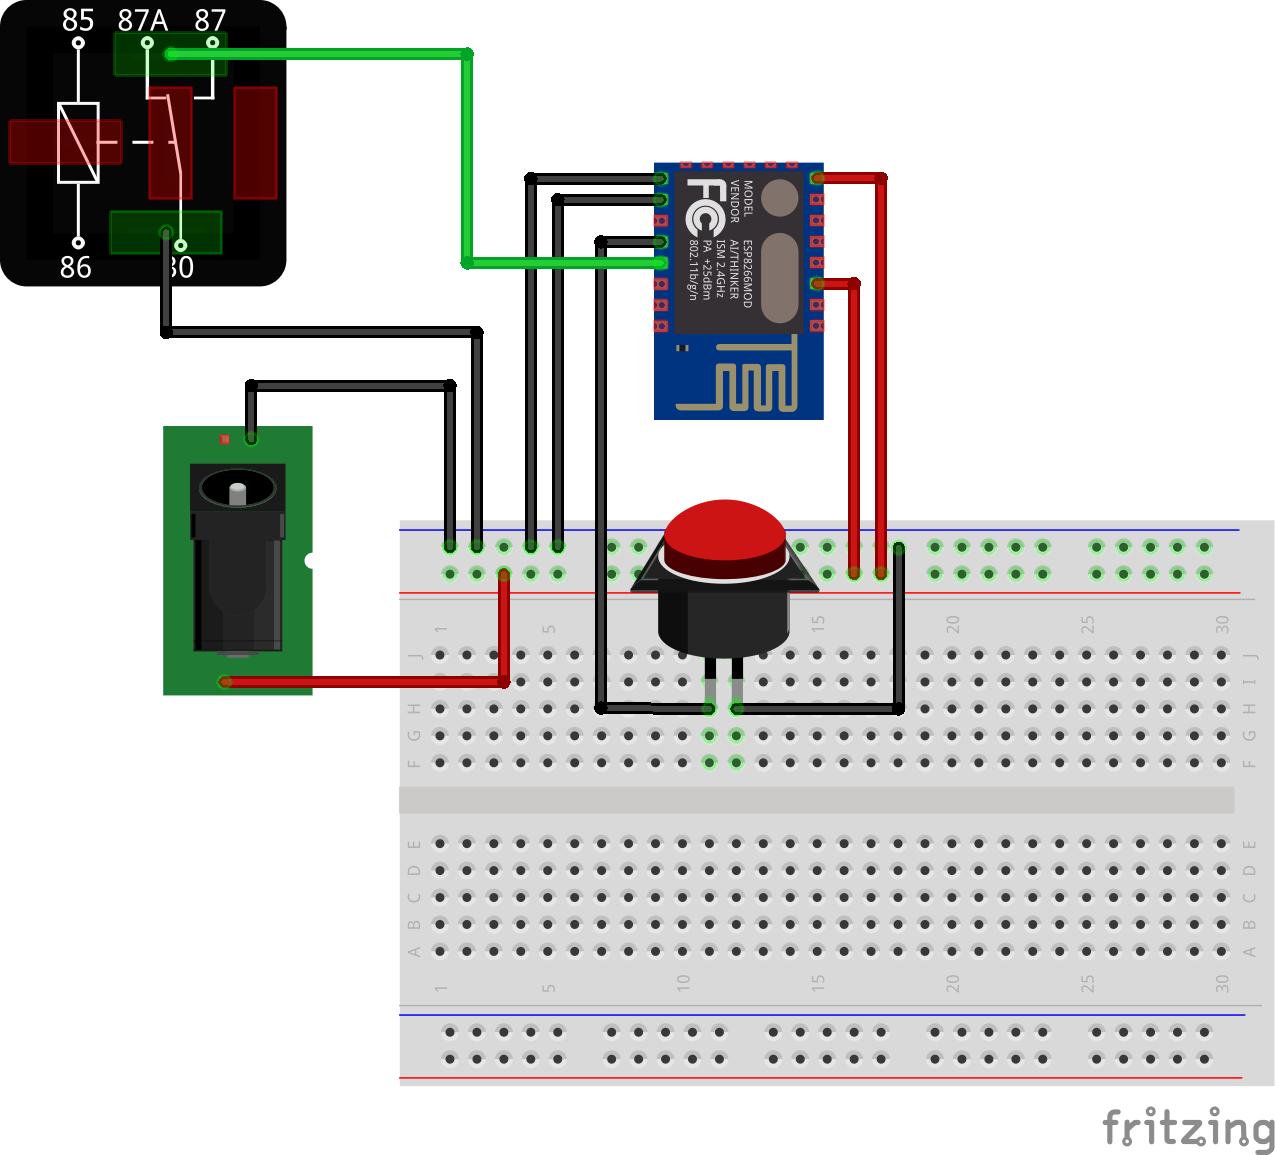 85 87A 87
86 30
FC
MODEL
VENDOR
ESP8266MOD
AI/THINKER
ISM 2.4GHz
PA +25dBm
802.11b/g/n
1 5 15 20 25 30
J J
I I
H H
G G
F F
E E
D D
C C
B B
A A
1 5 10 15 20 25 30
fritzing